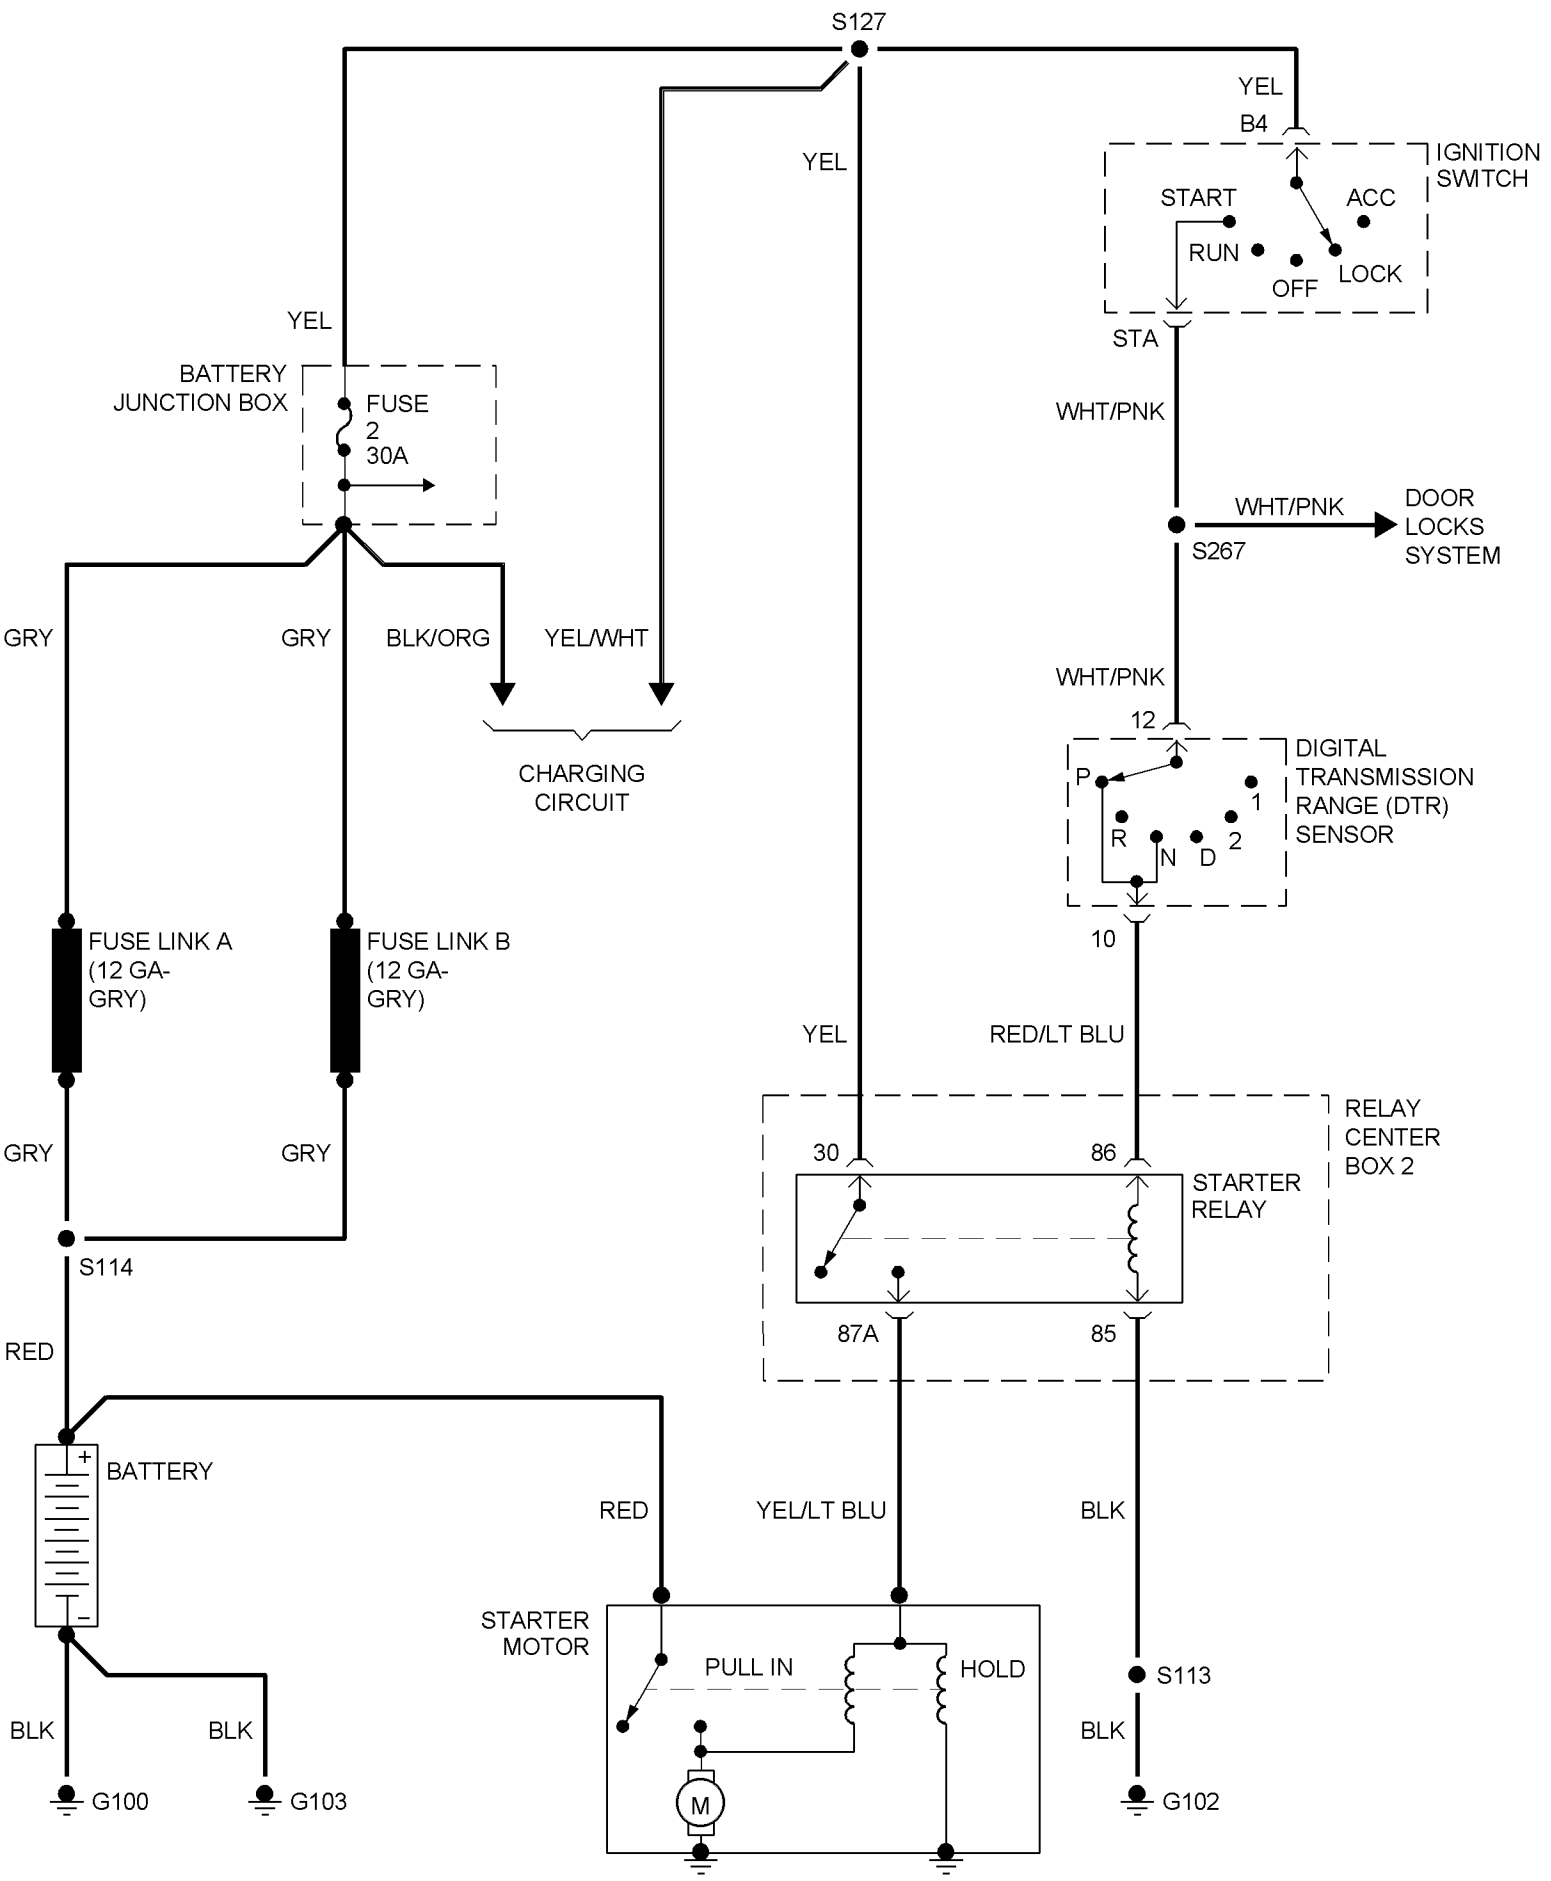 S127
YEL
B4
IGNITION
SWITCH
YEL
START
ACC
RUN
LOCK
OFF
YEL
STA
BATTERY
JUNCTION BOX
FUSE
2
30A
WHT/PNK
WHT/PNK
DOOR
LOCKS
SYSTEM
S267
GRY
GRY
BLK/ORG
YEL/WHT
WHT/PNK
12
CHARGING
CIRCUIT
DIGITAL
TRANSMISSION
RANGE (DTR)
SENSOR
P
1
R
2
N
D
10
FUSE LINK A
(12 GA-
GRY)
FUSE LINK B
(12 GA-
GRY)
YEL
RED/LT BLU
RELAY
CENTER
BOX 2
GRY
GRY
30
86
STARTER
RELAY
S114
87A
85
RED
+
BATTERY
–
RED
YEL/LT BLU
BLK
STARTER
MOTOR
PULL IN
HOLD
S113
BLK
BLK
BLK
M
G100
G103
G102